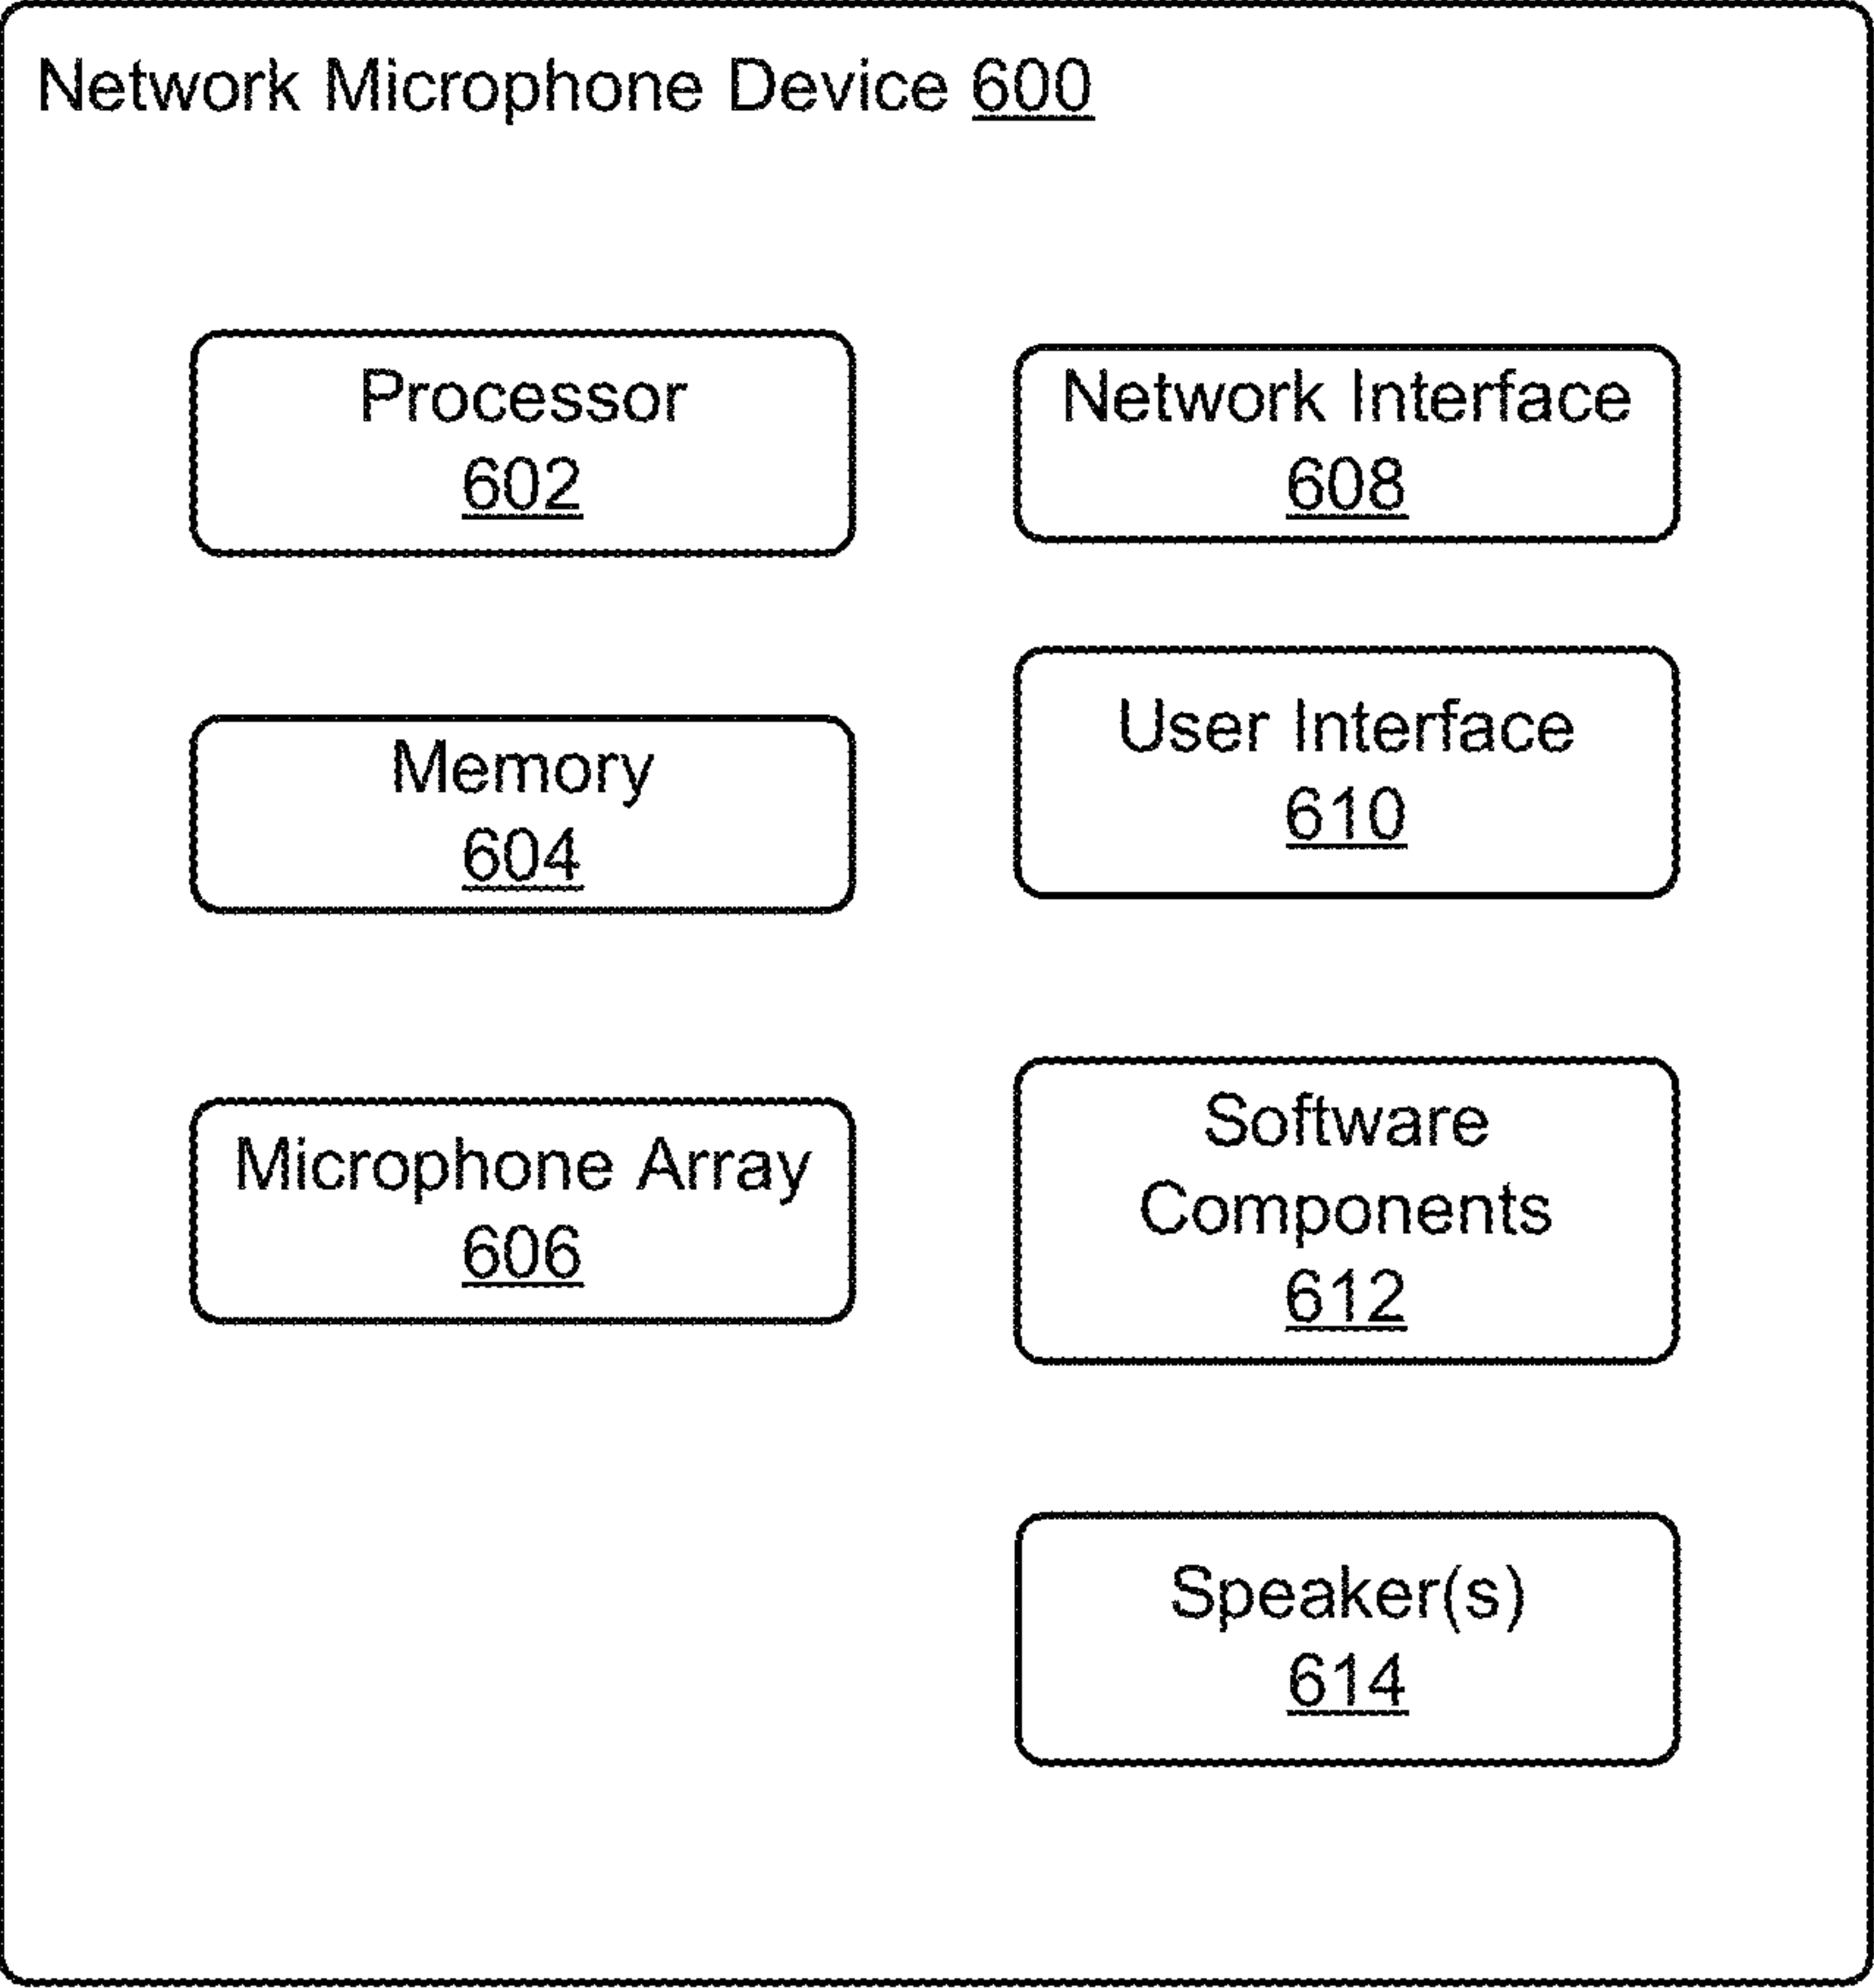 Network Microphone Device 600
Processor
602
Memory
604
Microphone Array
606
Network Interface
608
User Interface
610
Software
Components
612
Speaker(s)
614